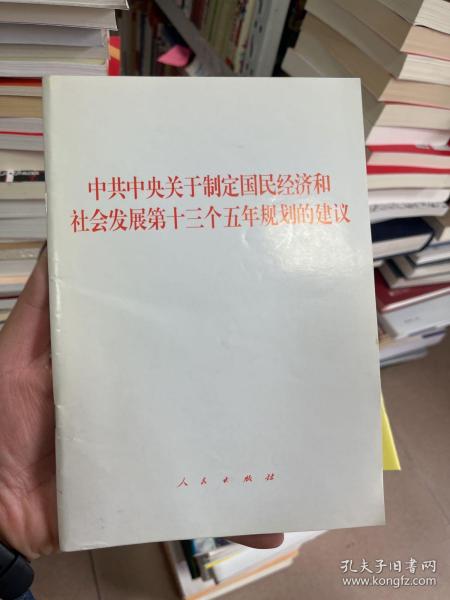 中共中央关于制定国民经济和
社会发展第十三个五年规划的建议
人民出版社
孔夫子旧书网
www.kongfz.com